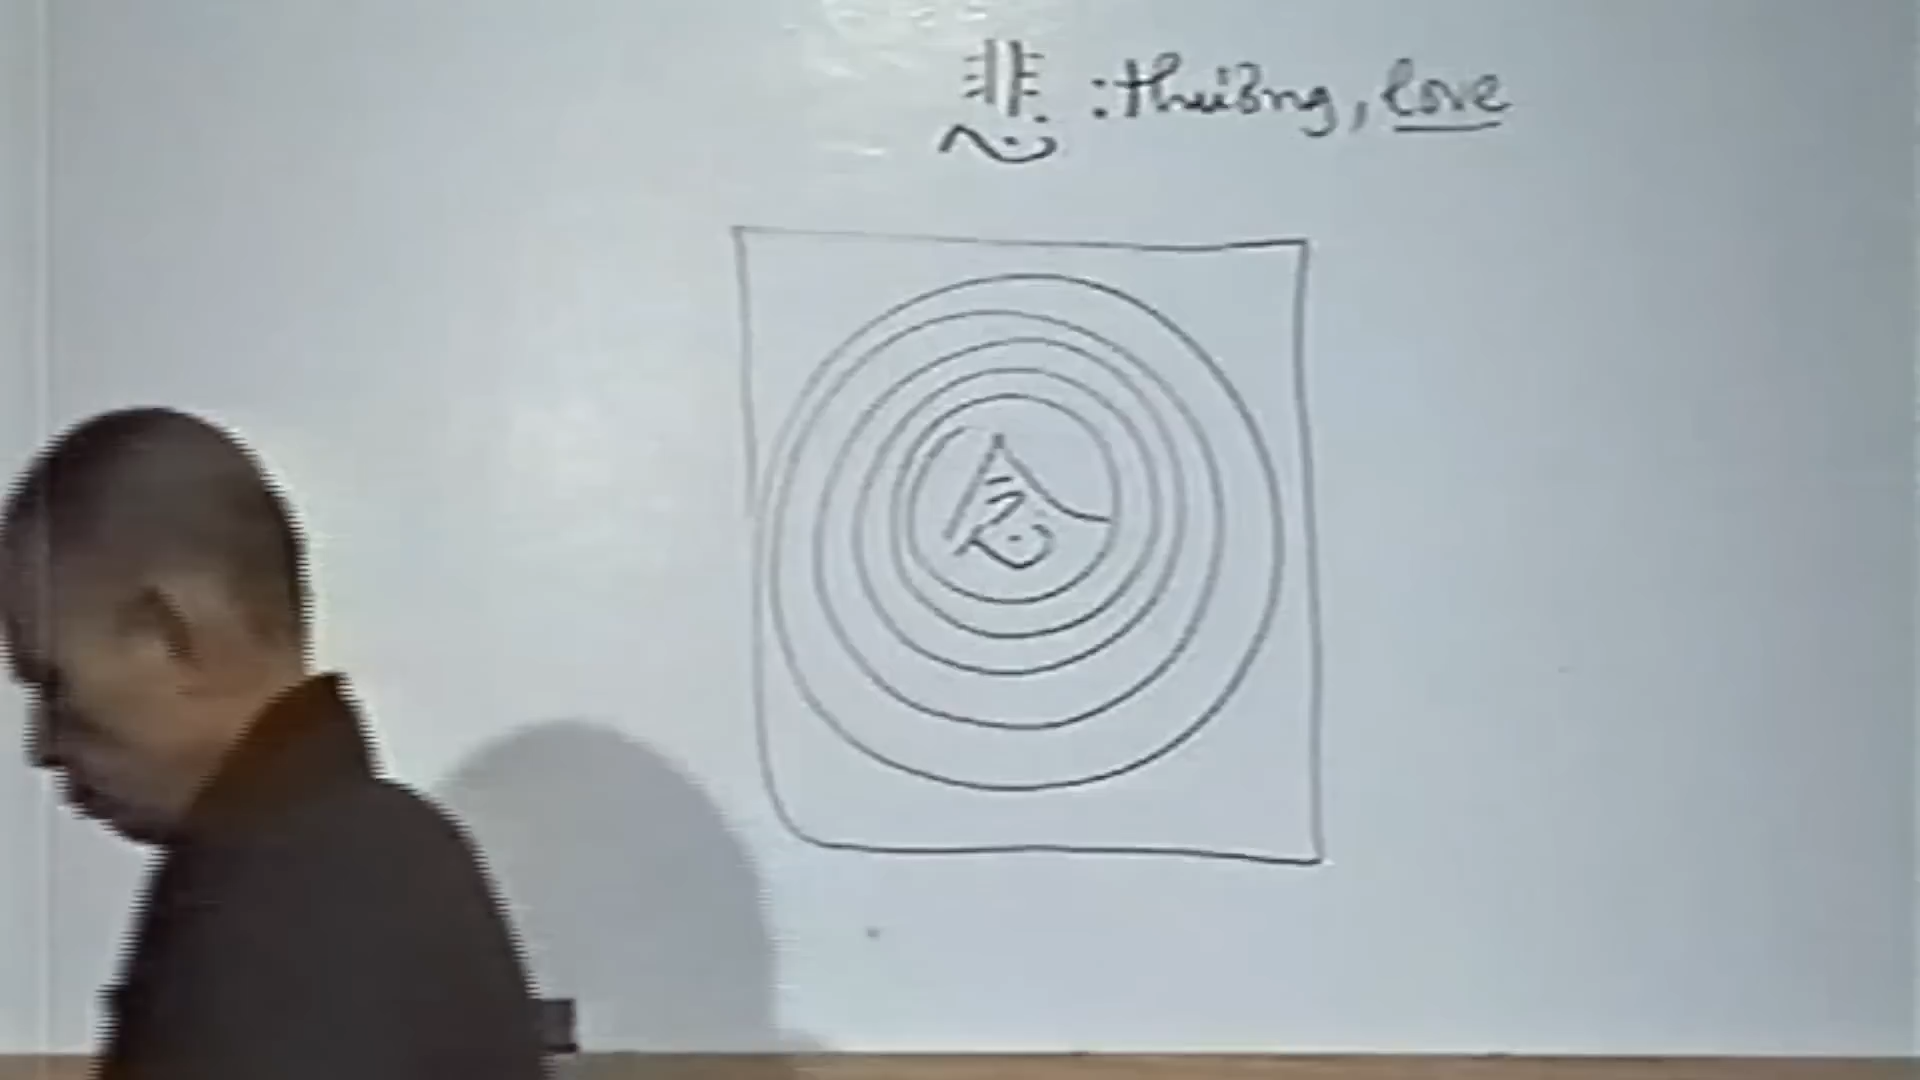 悲 : thương, love
念